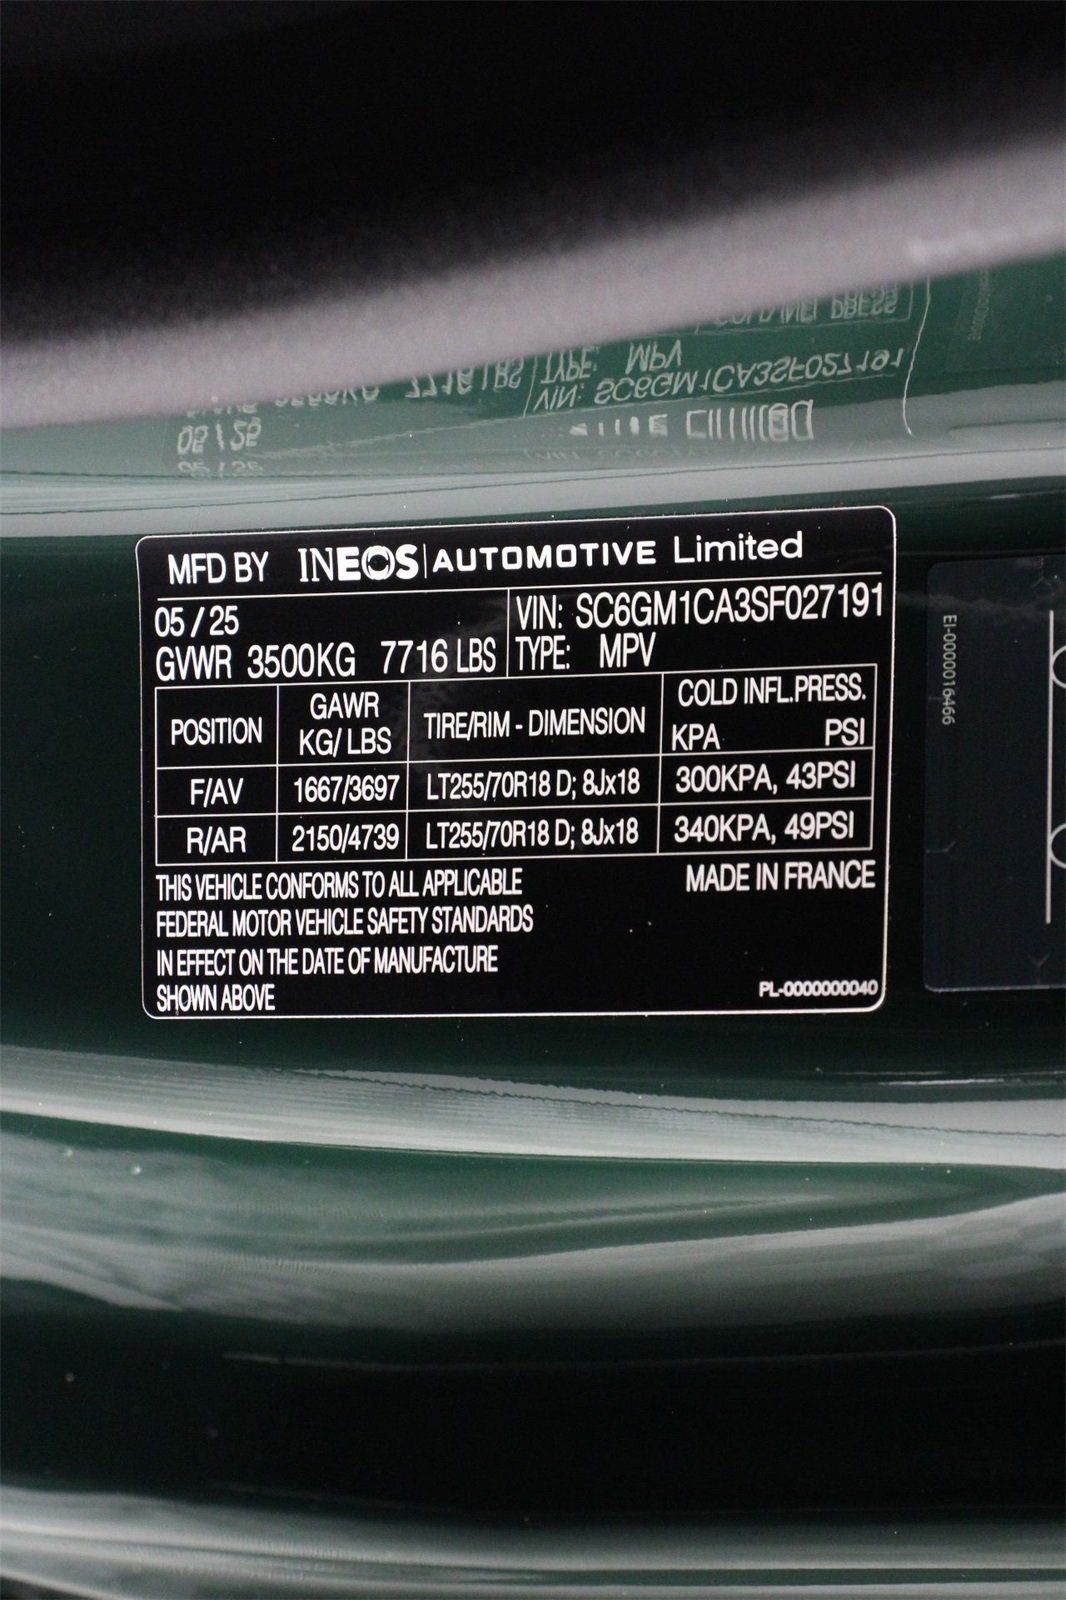 MFD BY INEOS | AUTOMOTIVE Limited
05 / 25
GVWR 3500KG 7716 LBS
VIN: SC6GM1CA3SF027191
TYPE: MPV
POSITION GAWR KG/ LBS TIRE/RIM - DIMENSION COLD INFL.PRESS. KPA PSI
F/AV 1667/3697 LT255/70R18 D; 8Jx18 300KPA, 43PSI
R/AR 2150/4739 LT255/70R18 D; 8Jx18 340KPA, 49PSI
THIS VEHICLE CONFORMS TO ALL APPLICABLE
FEDERAL MOTOR VEHICLE SAFETY STANDARDS
IN EFFECT ON THE DATE OF MANUFACTURE
SHOWN ABOVE
MADE IN FRANCE
PL-0000000040
EI-0000016466